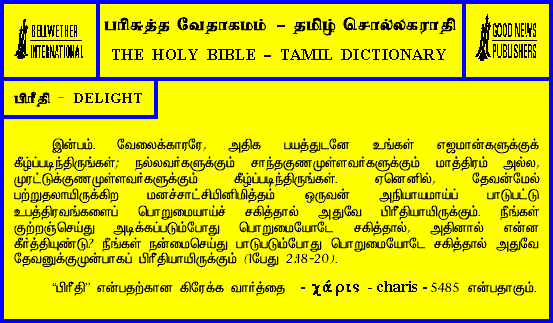 BELLWETHER
INTERNATIONAL
பரிசுத்த வேதாகமம் – தமிழ் சொல்லகராதி
THE HOLY BIBLE – TAMIL DICTIONARY
GOOD NEWS
PUBLISHERS
பிரீதி – DELIGHT
இன்பம். வேலைக்காரரே, அதிக பயத்துடனே உங்கள் எஜமான்களுக்குக்
கீழ்ப்படிந்திருங்கள்; நல்லவர்களுக்கும் சாந்தகுணமுள்ளவர்களுக்கும் மாத்திரம் அல்ல,
முரட்டுக்குணமுள்ளவர்களுக்கும் கீழ்ப்படிந்திருங்கள். ஏனெனில், தேவன்மேல்
பற்றுதலாயிருக்கிற மனச்சாட்சியினிமித்தம் ஒருவன் அநியாயமாய்ப் பாடுபட்டு
உபத்திரவங்களைப் பொறுமையாய்ச் சகித்தால் அதுவே பிரீதியாயிருக்கும். நீங்கள்
குற்றஞ்செய்து அடிக்கப்படும்போது பொறுமையோடே சகித்தால், அதினால் என்ன
கீர்த்தியுண்டு? நீங்கள் நன்மைசெய்து பாடுபடும்போது பொறுமையோடே சகித்தால் அதுவே
தேவனுக்குமுன்பாகப் பிரீதியாயிருக்கும் (1பேது 2:18-20).
“பிரீதி” என்பதற்கான கிரேக்க வார்த்தை - χάρις - charis - 5485 என்பதாகும்.